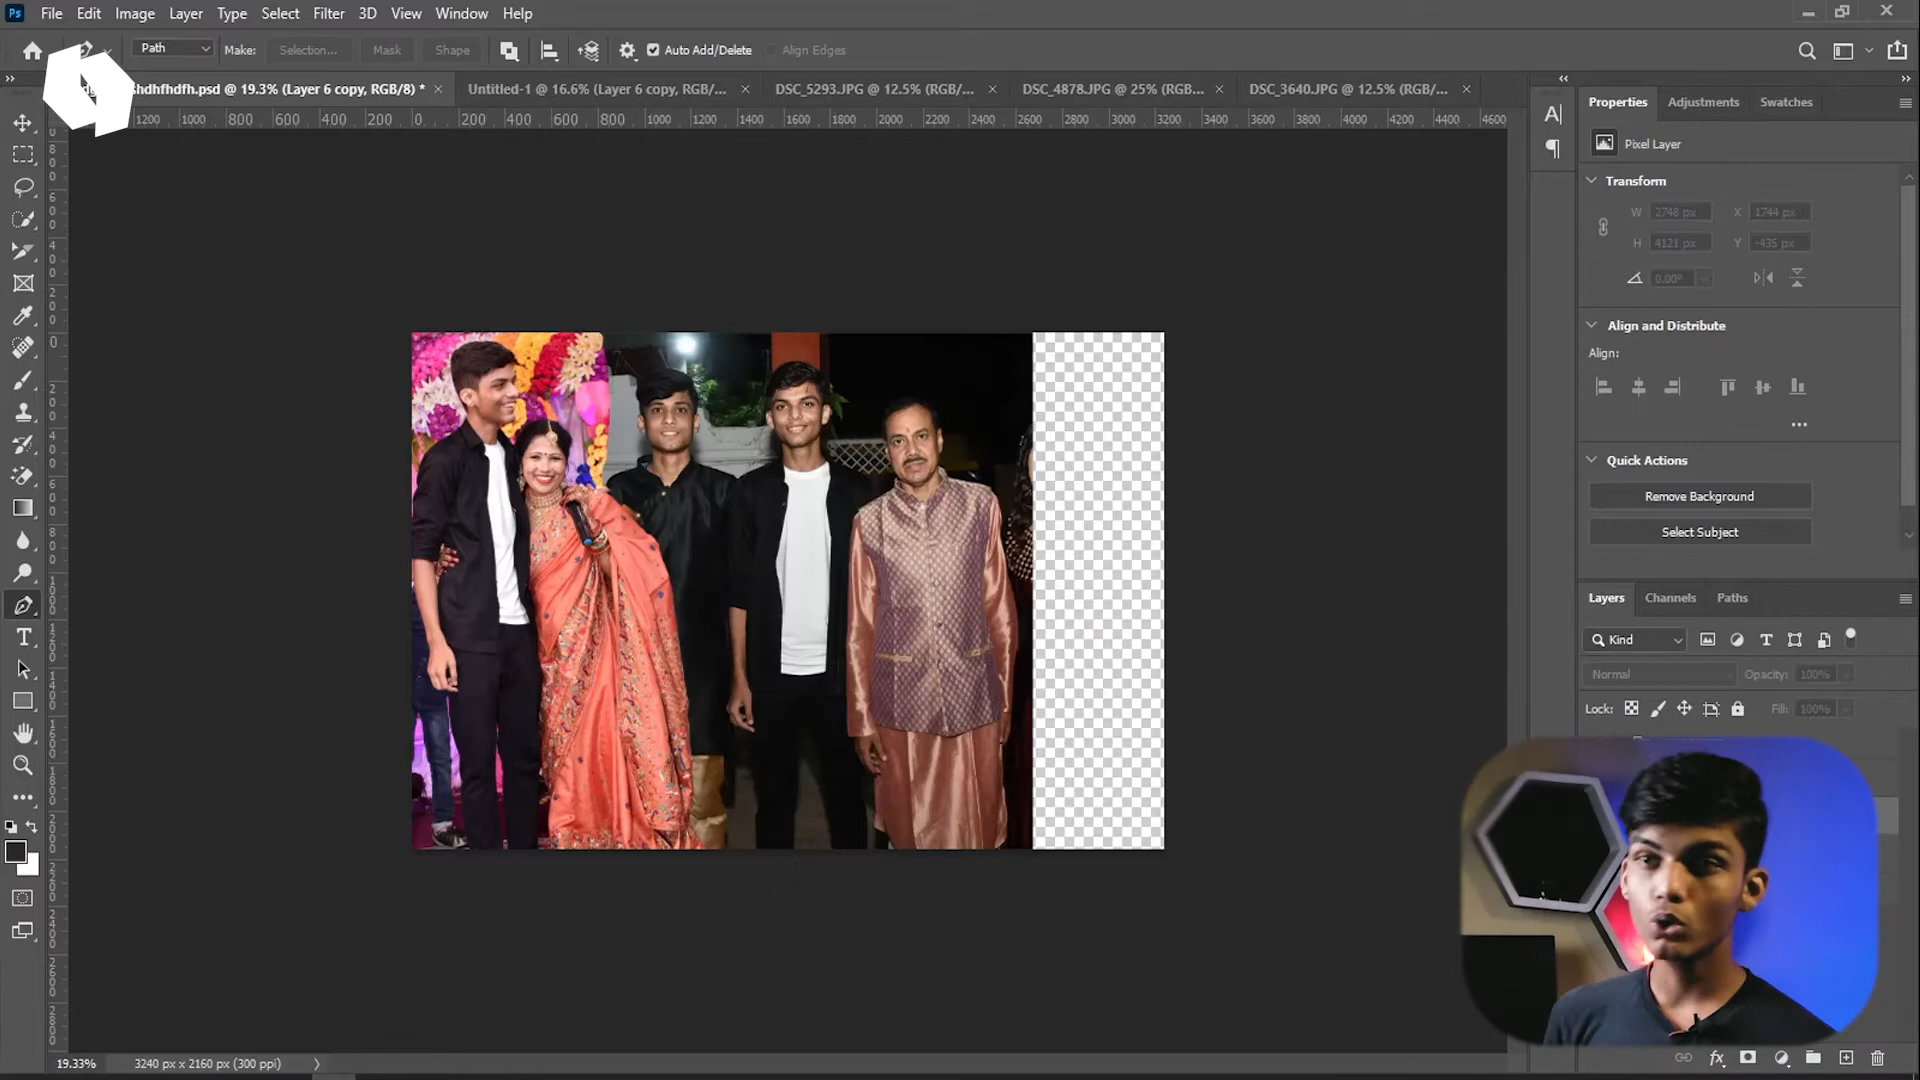 Ps File Edit Image Layer Type Select Filter 3D View Window Help
Path Make: Selection... Mask Shape Auto Add/Delete Align Edges
hdhfhdfh.psd @ 19.3% (Layer 6 copy, RGB/8) * Untitled-1 @ 16.6% (Layer 6 copy, RGB/... DSC_5293.JPG @ 12.5% (RGB/... DSC_4878.JPG @ 25% (RGB... DSC_3640.JPG @ 12.5% (RGB/...
1200 1000 800 600 400 200 0 200 400 600 800 1000 1200 1400 1600 1800 2000 2200 2400 2600 2800 3000 3200 3400 3600 3800 4000 4200 4400 4600
Properties Adjustments Swatches
Pixel Layer
Transform
W 2748 px X 1744 px
H 4121 px Y -435 px
0.00°
Align and Distribute
Align:
...
Quick Actions
Remove Background
Select Subject
Layers Channels Paths
Kind
Normal Opacity: 100%
Lock: Fill: 100%
fx
19.33% 3240 px x 2160 px (300 ppi)